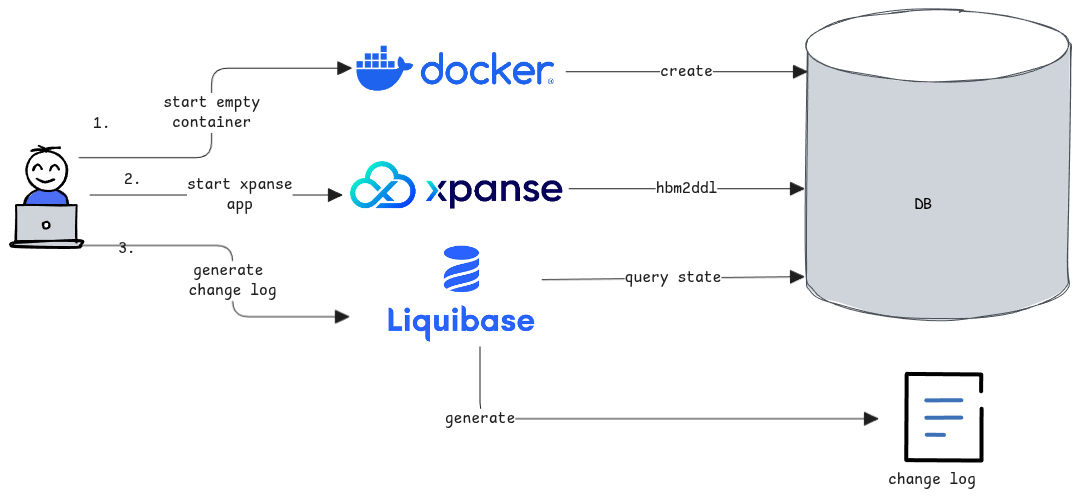 docker
create
start empty
container
1.
2.
start xpanse
app
xpanse
hbm2ddl
DB
3.
generate
change log
query state
Liquibase
generate
change log